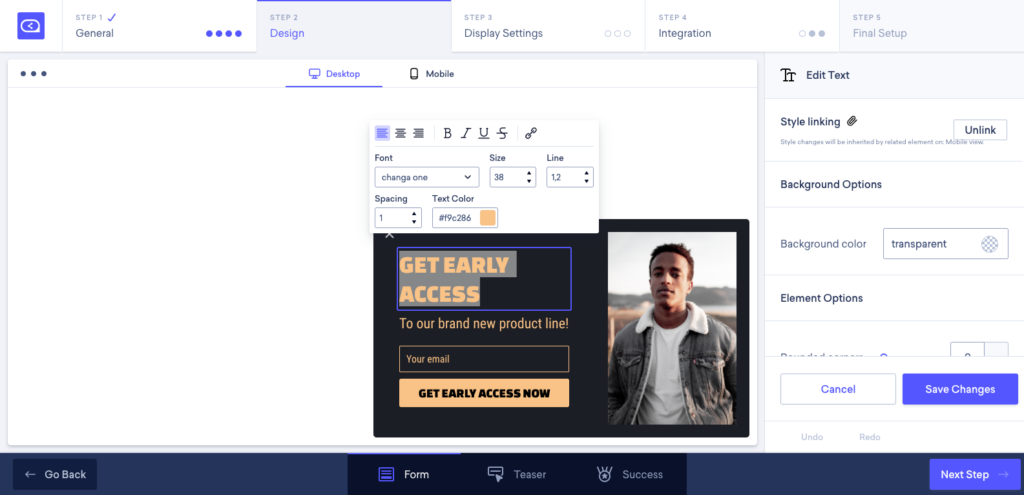 STEP 1
General
STEP 2
Design
STEP 3
Display Settings
STEP 4
Integration
STEP 5
Final Setup
Desktop
Mobile
Font
Size
Line
changa one
38
1,2
Spacing
Text Color
1
#f9c286
GET EARLY
ACCESS
To our brand new product line!
Your email
GET EARLY ACCESS NOW
Edit Text
Style linking
Unlink
Style changes will be inherited by related element on: Mobile view.
Background Options
Background color
transparent
Element Options
Rounded corners
Cancel
Save Changes
Undo
Redo
Go Back
Form
Teaser
Success
Next Step